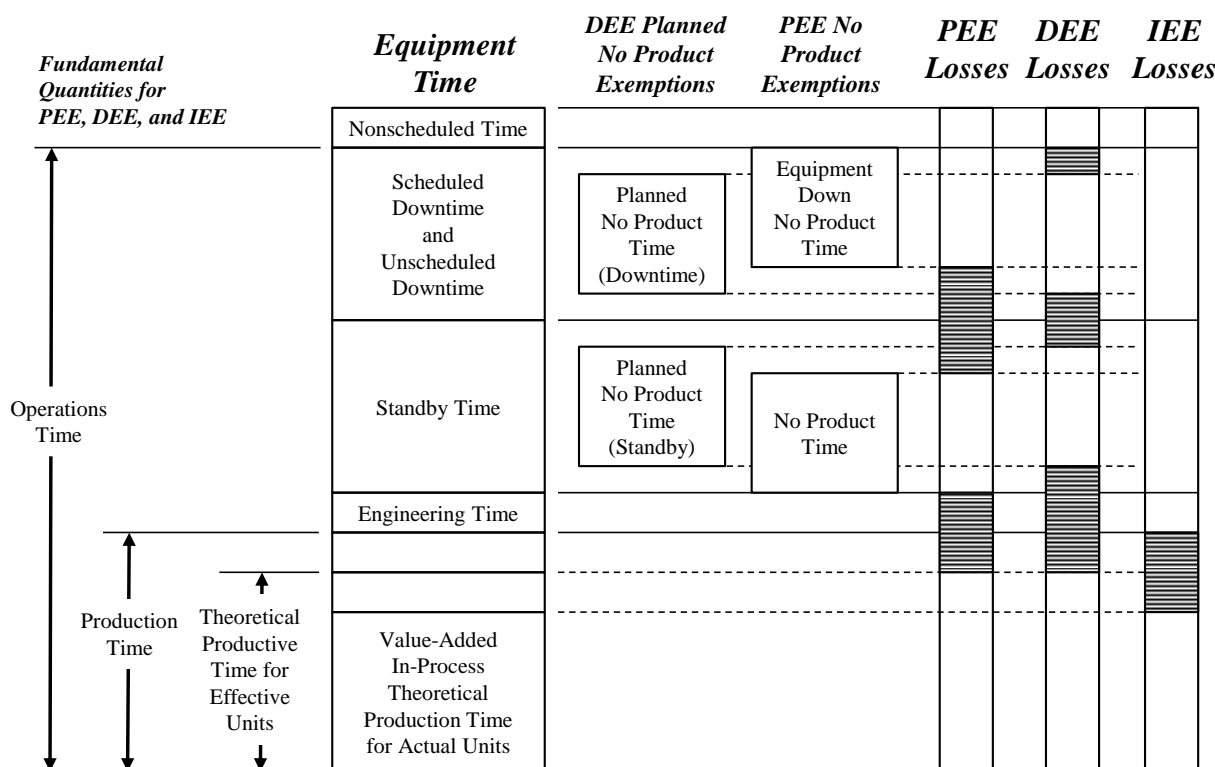 Fundamental
Quantities for
PEE, DEE, and IEE
Equipment
Time
DEE Planned
No Product
Exemptions
PEE No
Product
Exemptions
PEE
Losses
DEE
Losses
IEE
Losses
Nonscheduled Time
Scheduled
Downtime
and
Unscheduled
Downtime
Planned
No Product
Time
(Downtime)
Equipment
Down
No Product
Time
Operations
Time
Standby Time
Planned
No Product
Time
(Standby)
No Product
Time
Engineering Time
Production
Time
Theoretical
Productive
Time for
Effective
Units
Value-Added
In-Process
Theoretical
Production Time
for Actual Units